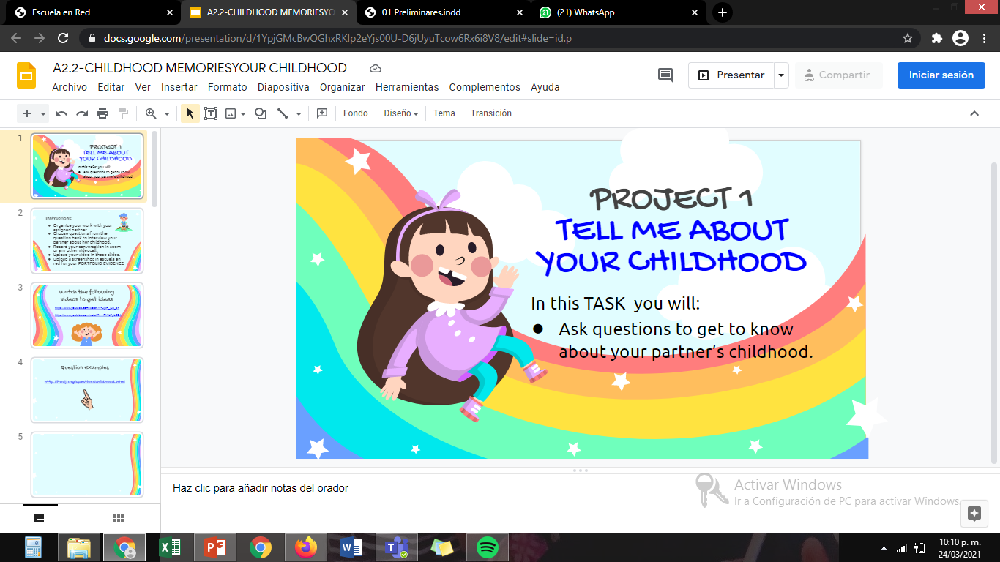 Escuela en Red
A2.2-CHILDHOOD MEMORIESYO
01 Preliminares.indd
(21) WhatsApp
docs.google.com/presentation/d/1YpjGMcBwQGhxRKlp2eYjs00U-D6jUyuTcow6Rx6i8V8/edit#slide=id.p
A2.2-CHILDHOOD MEMORIESYOUR CHILDHOOD
Presentar
Compartir
Iniciar sesión
Archivo Editar Ver Insertar Formato Diapositiva Organizar Herramientas Complementos Ayuda
Fondo Diseño Tema Transición
1
PROJECT 1
TELL ME ABOUT
YOUR CHILDHOOD
In this TASK you will:
● Ask questions to get to know
about your partner's childhood.
2
Instructions:
● Organize your work with your
assigned partner.
● Choose questions from the
question bank to interview your
partner about her childhood.
● Record your conversation in zoom
or any other videocall.
● Upload your video in these slides.
● Upload a screenshot in escuela en
red for your PORTFOLIO EVIDENCE
3
Watch the following
videos to get ideas
4
Question Examples
5
PROJECT 1
TELL ME ABOUT
YOUR CHILDHOOD
In this TASK you will:
● Ask questions to get to know
about your partner's childhood.
Haz clic para añadir notas del orador
Activar Windows
Ir a Configuración de PC para activar Windows.
10:10 p. m.
24/03/2021